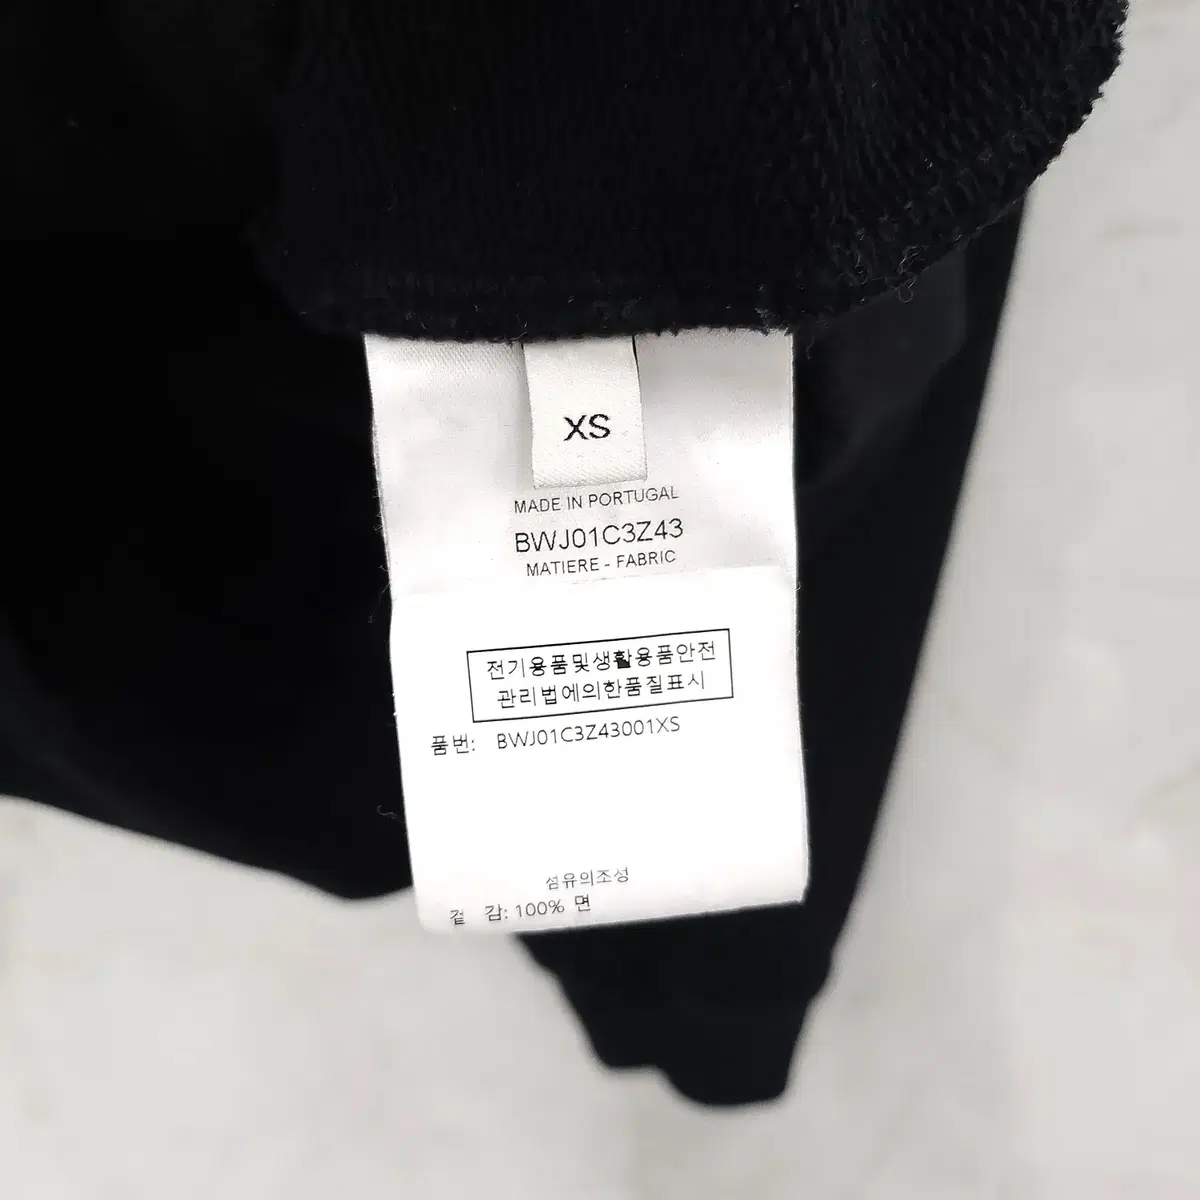 XS
MADE IN PORTUGAL
BWJ01C3Z43
MATIERE - FABRIC
전기용품및생활용품안전
관리법에의한품질표시
품번: BWJ01C3Z43001XS
섬유의조성
겉 감: 100% 면